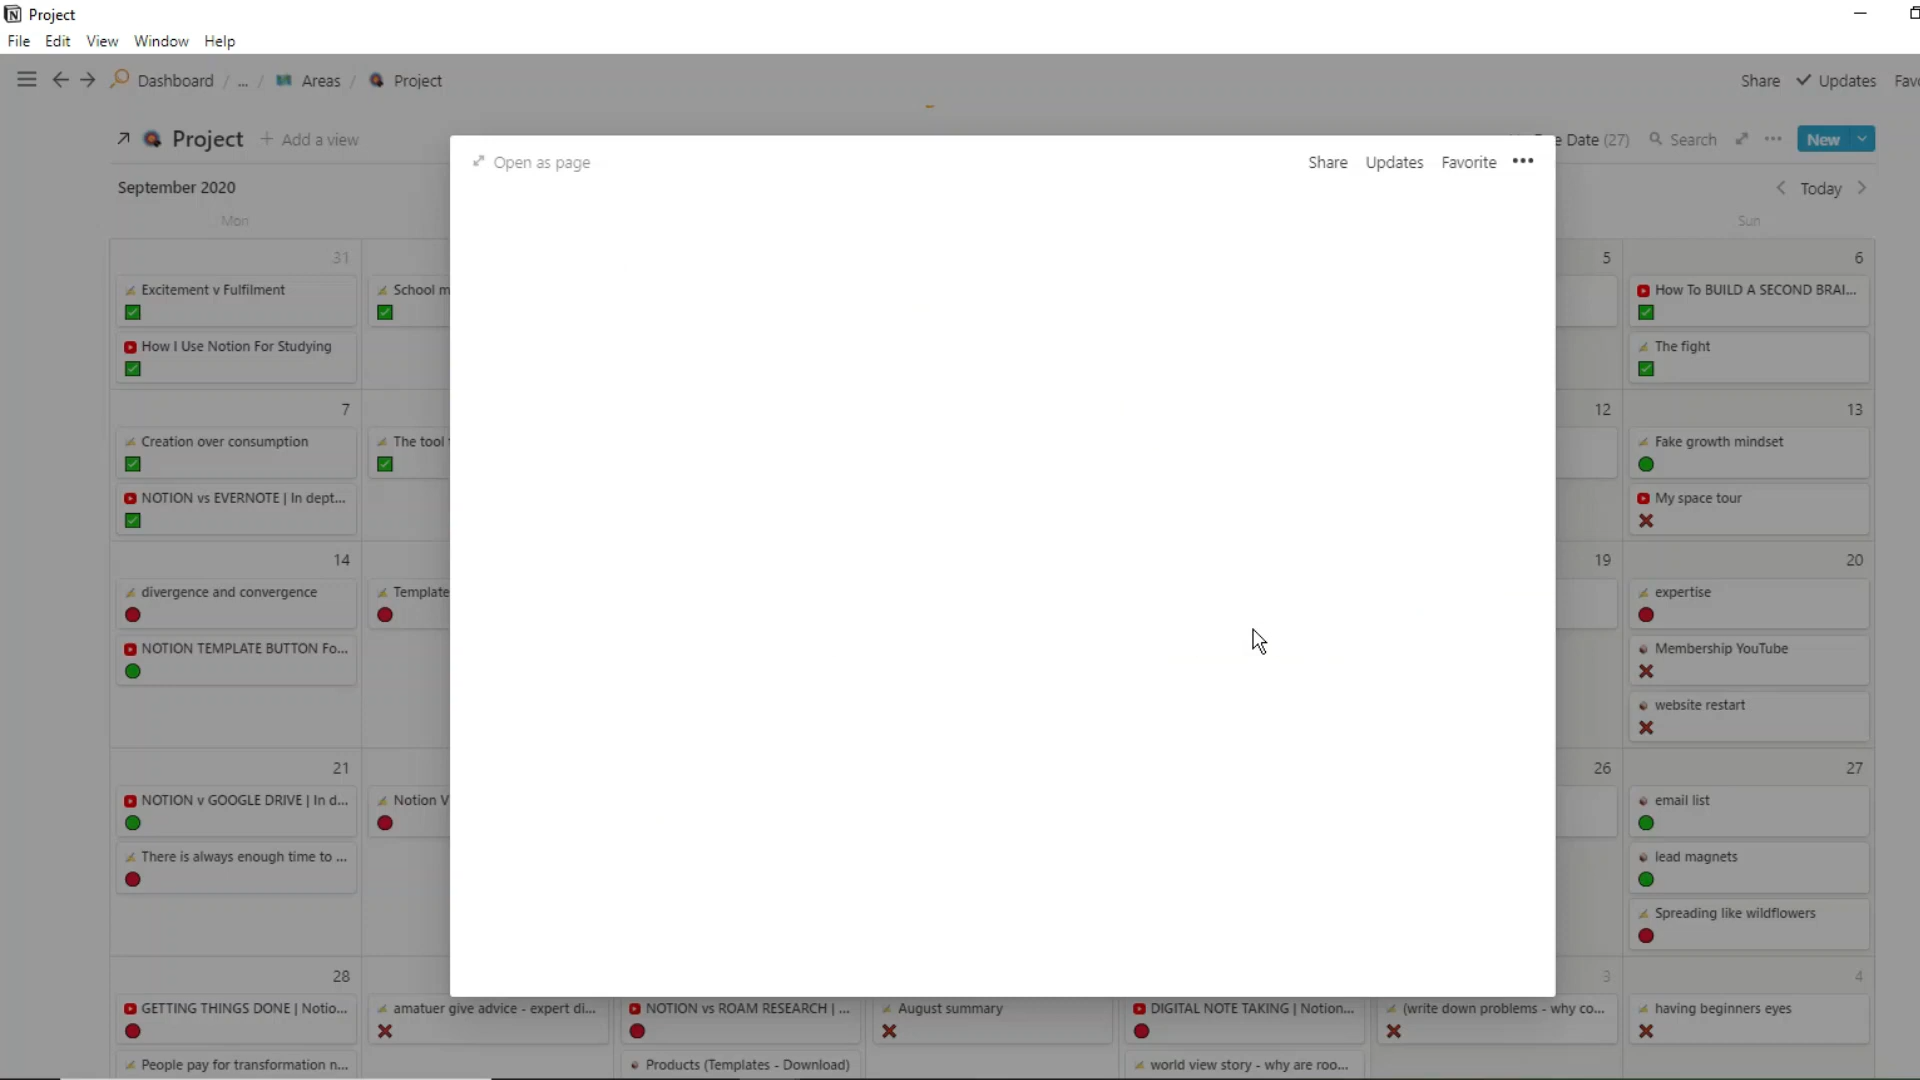 Project
File Edit View Window Help
Dashboard / ... / Areas / Project
Share Updates
Project + Add a view
Date (27) Search New
Open as page
Share Updates Favorite
September 2020
Today
Mon
Sun
31
5
6
Excitement v Fulfilment
School
How To BUILD A SECOND BRAI...
How I Use Notion For Studying
The fight
7
12
13
Creation over consumption
The tool
Fake growth mindset
NOTION vs EVERNOTE | In dept...
My space tour
14
19
20
divergence and convergence
Template
expertise
NOTION TEMPLATE BUTTON Fo...
Membership YouTube
website restart
21
26
27
NOTION v GOOGLE DRIVE | In d...
Notion V
email list
There is always enough time to ...
lead magnets
Spreading like wildflowers
28
3
4
GETTING THINGS DONE | Notio...
amatuer give advice - expert di...
NOTION vs ROAM RESEARCH | ...
August summary
DIGITAL NOTE TAKING | Notion...
(write down problems - why co...
having beginners eyes
People pay for transformation n...
Products (Templates - Download)
world view story - why are roo...